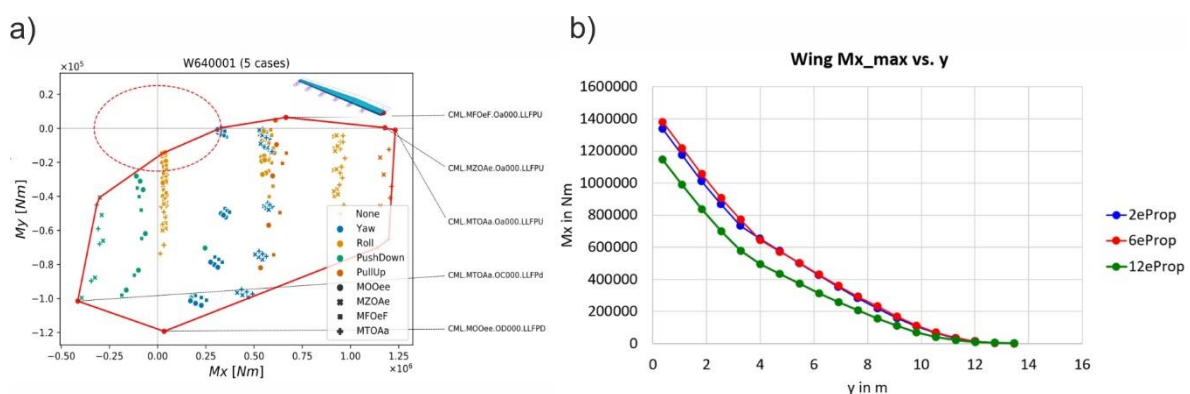 a)
W640001 (5 cases)
×10⁵
0.2
0.0
−0.2
−0.4
−0.6
−0.8
−1.0
−1.2
My [Nm]
−0.50
−0.25
0.00
0.25
0.50
0.75
1.00
1.25
×10⁶
Mx [Nm]
None
Yaw
Roll
PushDown
PullUp
MOOee
MZOAe
MFOeF
MTOAa
CML.MFOeF.Oa000.LLFPU
CML.MZOAe.Oa000.LLFPU
CML.MTOAa.Oa000.LLFPU
CML.MTOAa.OC000.LLFPd
CML.MOOee.OD000.LLFPD
b)
Wing Mx_max vs. y
1600000
1400000
1200000
1000000
800000
600000
400000
200000
0
Mx in Nm
0 2 4 6 8 10 12 14 16
y in m
2eProp
6eProp
12eProp